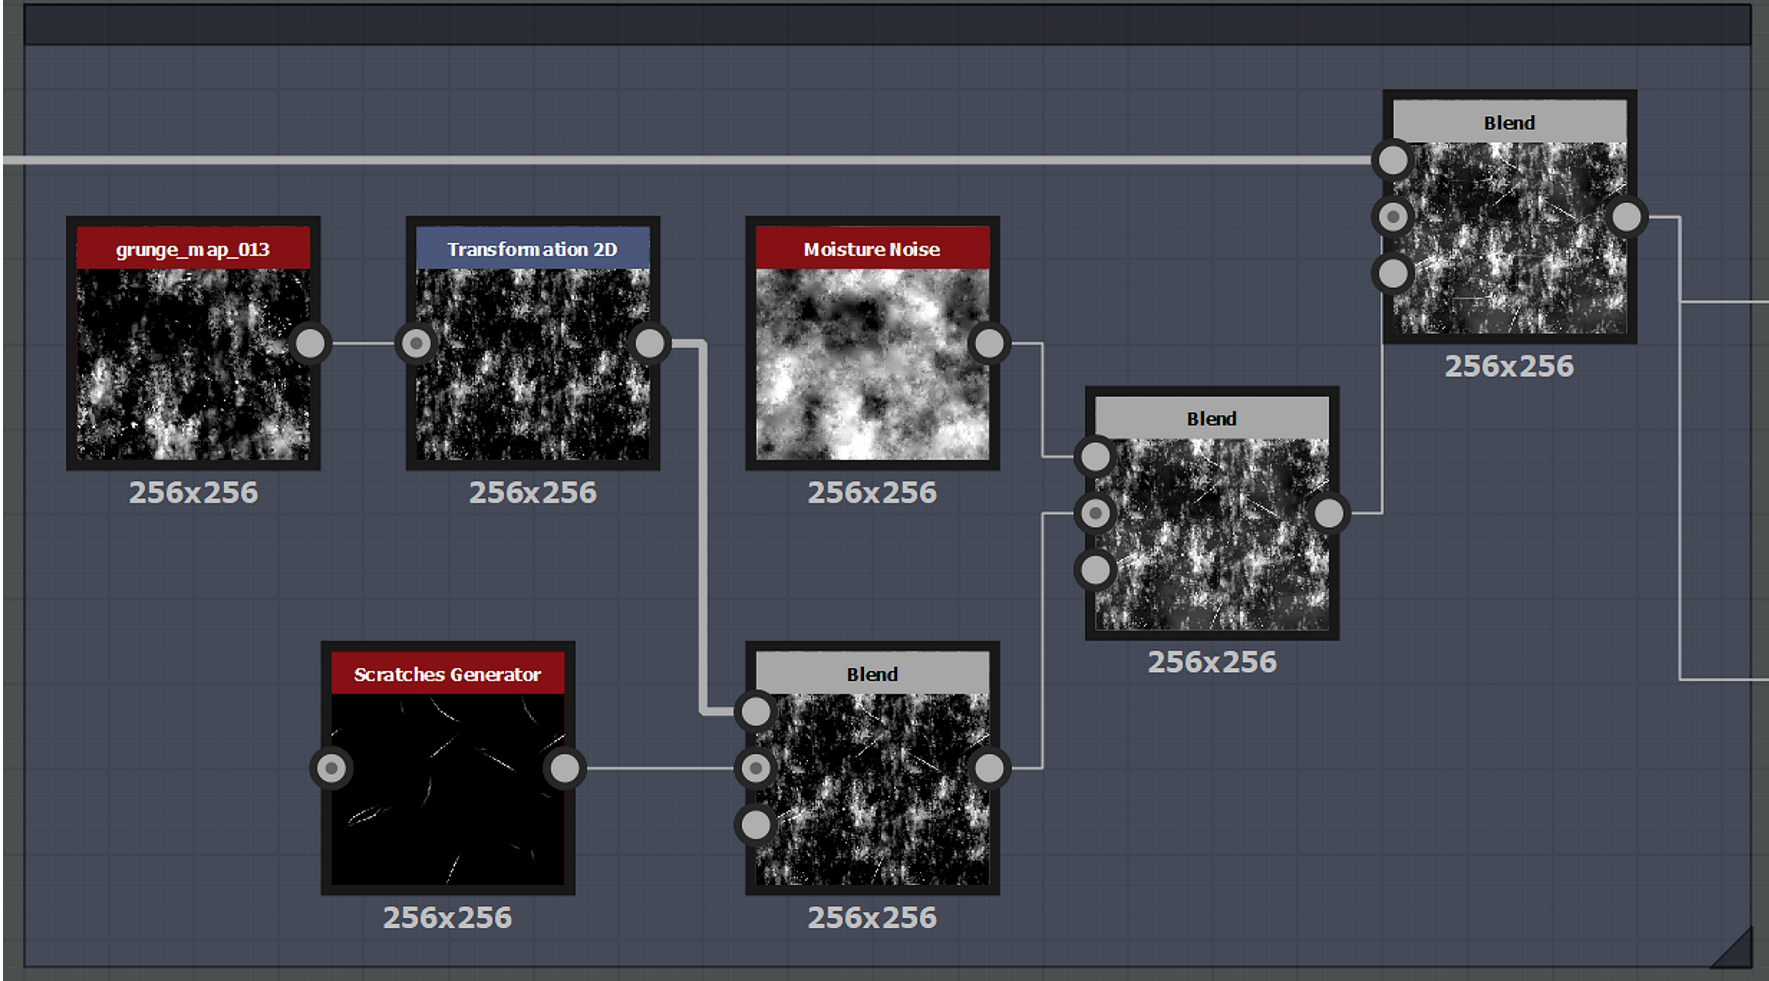 Blend
256x256
grunge_map_013
256x256
Transformation 2D
256x256
Moisture Noise
256x256
Blend
256x256
Scratches Generator
256x256
Blend
256x256